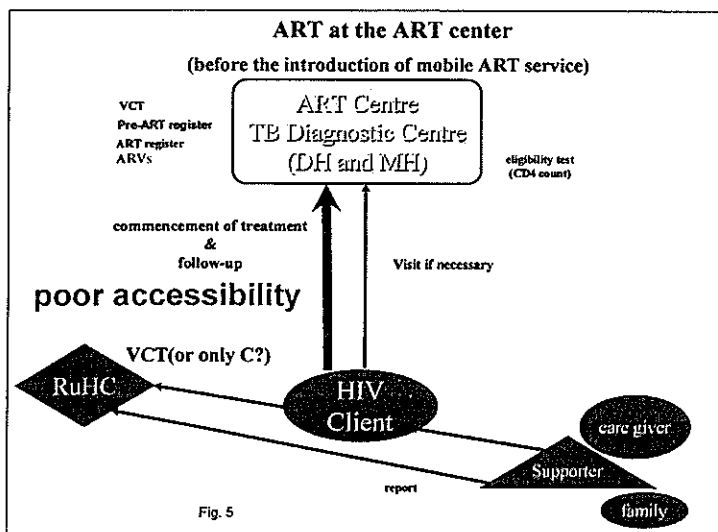 ART at the ART center
(before the introduction of mobile ART service)
VCT
Pre-ART register
ART register
ARVs
ART Centre
TB Diagnostic Centre
(DH and MH)
eligibility test
(CD4 count)
commencement of treatment
&
follow-up
Visit if necessary
poor accessibility
VCT(or only C?)
RuHC
HIV
Client
care giver
Supporter
report
family
Fig. 5